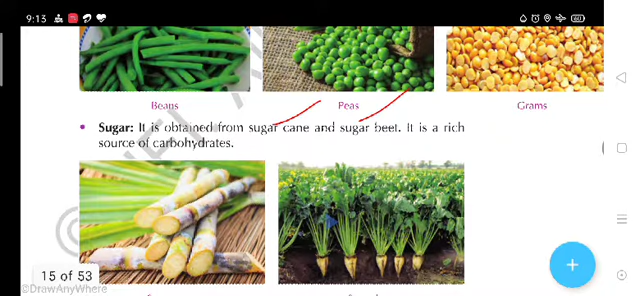 9:13
60
Beans Peas Grams
• Sugar: It is obtained from sugar cane and sugar beet. It is a rich
source of carbohydrates.
15 of 53
©DrawAnyWhere